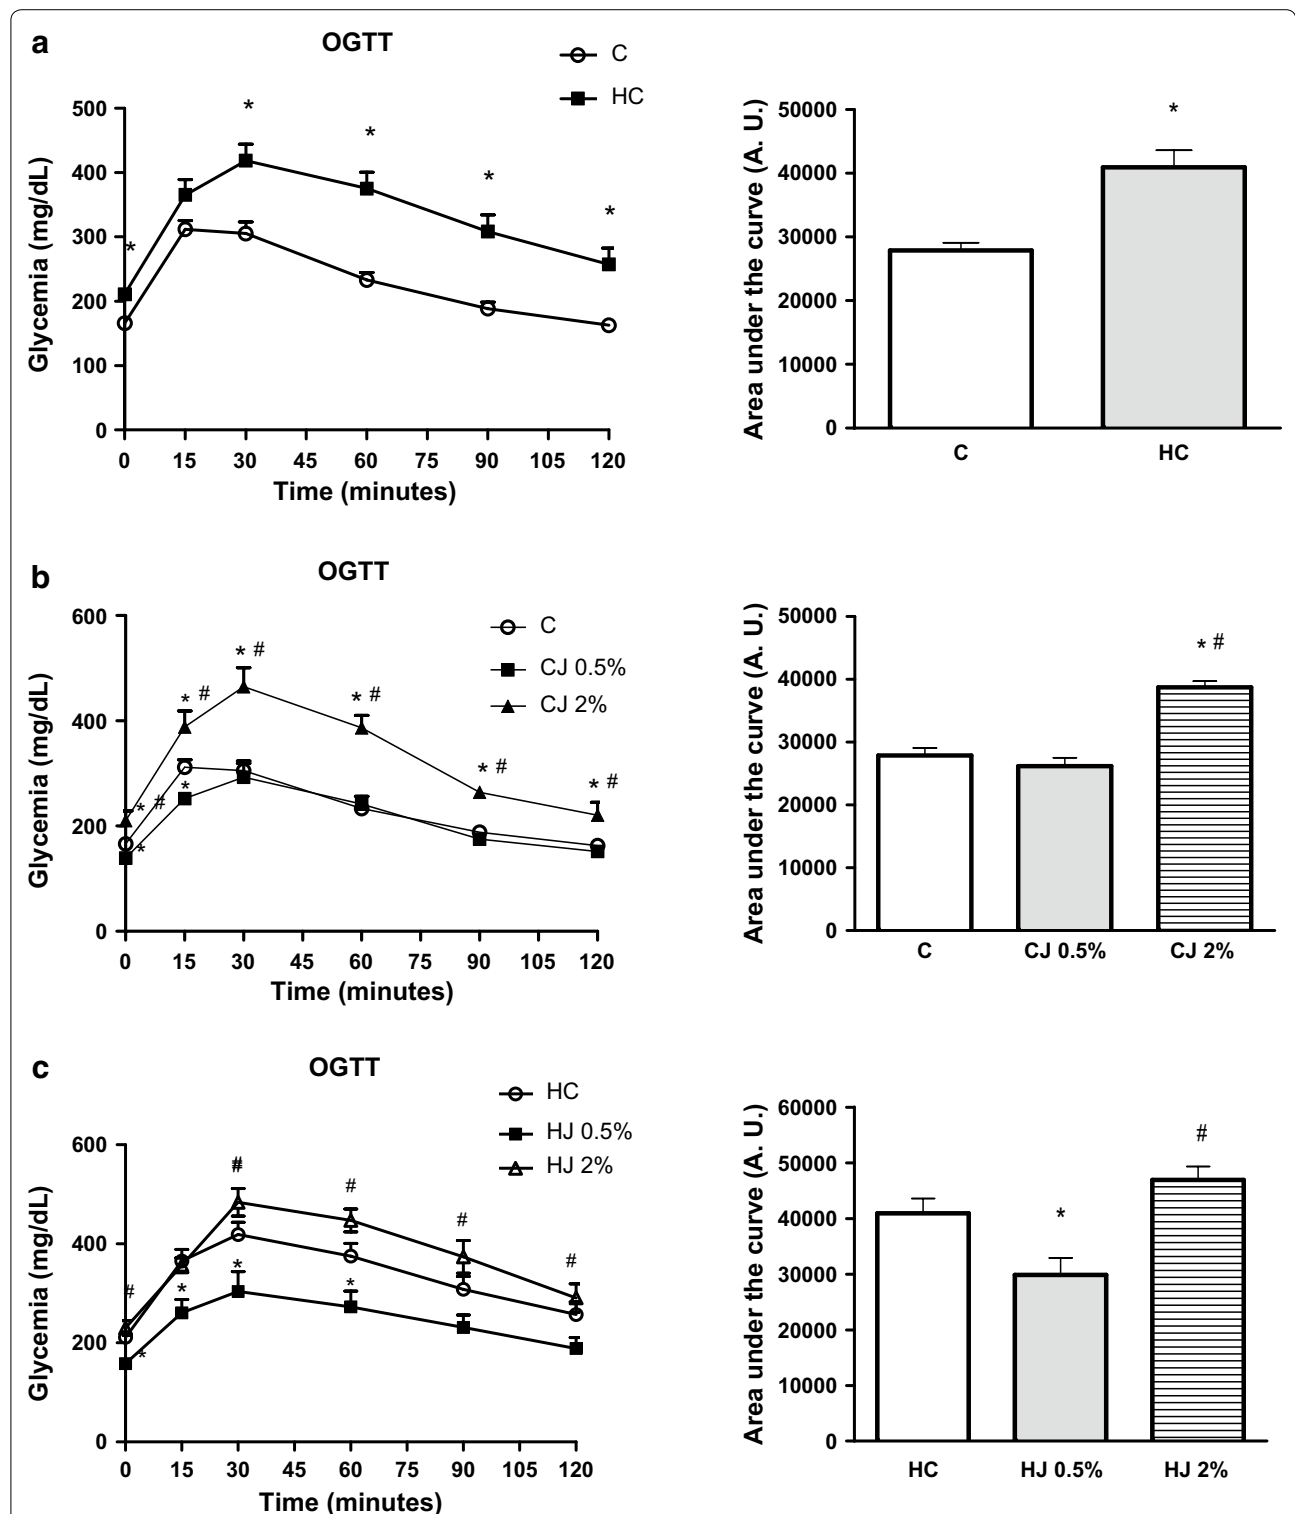 a
OGTT
C
HC
Glycemia (mg/dL)
500
400
300
200
100
0
* * * * *
0 15 30 45 60 75 90 105 120
Time (minutes)
Area under the curve (A. U.)
50000
40000
30000
20000
10000
0
*
C HC
b
OGTT
C
CJ 0.5%
CJ 2%
Glycemia (mg/dL)
600
400
200
0
* #
* #
* #
* #
* #
* #
*
*
0 15 30 45 60 75 90 105 120
Time (minutes)
Area under the curve (A. U.)
50000
40000
30000
20000
10000
0
* #
C CJ 0.5% CJ 2%
c
OGTT
HC
HJ 0.5%
HJ 2%
Glycemia (mg/dL)
600
400
200
0
# # # # #
* * * *
0 15 30 45 60 75 90 105 120
Time (minutes)
Area under the curve (A. U.)
60000
50000
40000
30000
20000
10000
0
* #
HC HJ 0.5% HJ 2%